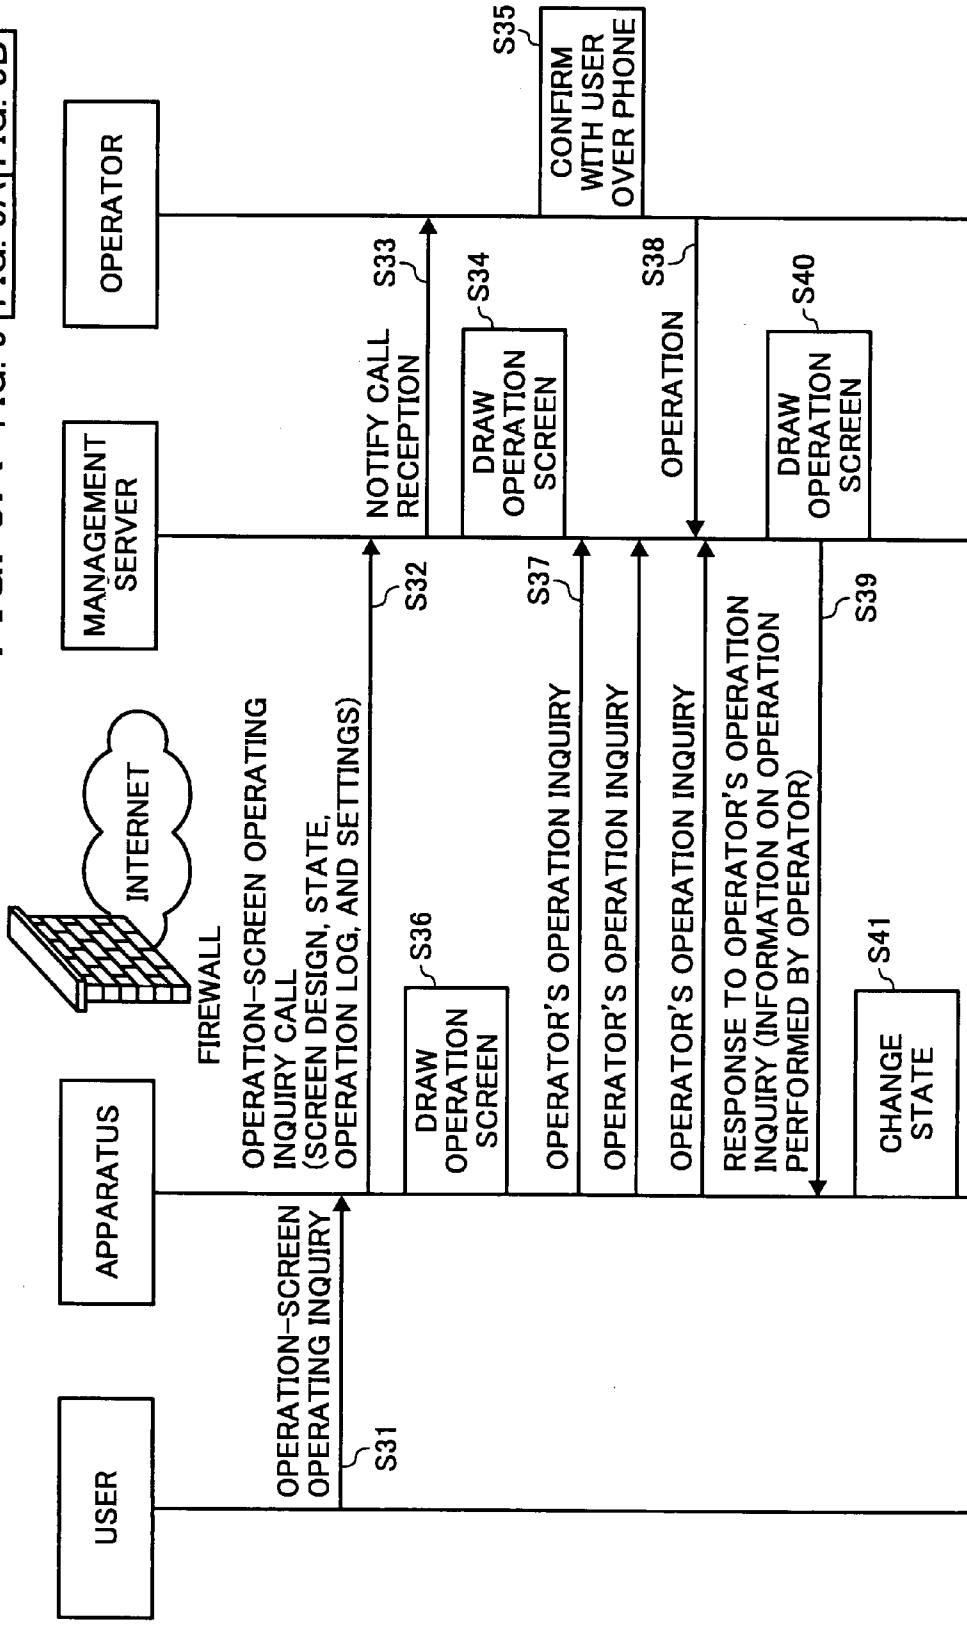 USER
APPARATUS
FIREWALL
INTERNET
MANAGEMENT
SERVER
OPERATOR
OPERATION-SCREEN
OPERATING INQUIRY
S31
OPERATION-SCREEN OPERATING
INQUIRY CALL
(SCREEN DESIGN, STATE,
OPERATION LOG, AND SETTINGS)
S32
NOTIFY CALL
RECEPTION
S33
DRAW
OPERATION
SCREEN
S34
CONFIRM
WITH USER
OVER PHONE
S35
DRAW
OPERATION
SCREEN
S36
OPERATOR'S OPERATION INQUIRY
S37
OPERATOR'S OPERATION INQUIRY
OPERATOR'S OPERATION INQUIRY
OPERATION
S38
RESPONSE TO OPERATOR'S OPERATION
INQUIRY (INFORMATION ON OPERATION
PERFORMED BY OPERATOR)
S39
DRAW
OPERATION
SCREEN
S40
CHANGE
STATE
S41